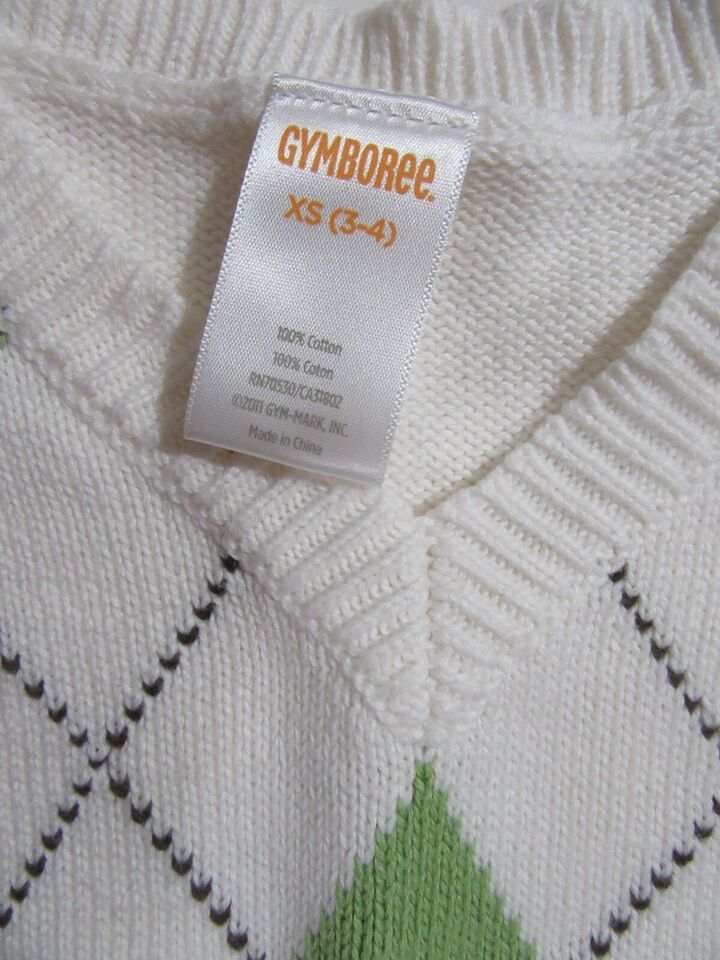 GYMBOREE.
XS (3-4)
100% Cotton
100% Coton
RN70530/CA31802
©2011 GYM-MARK, INC.
Made in China